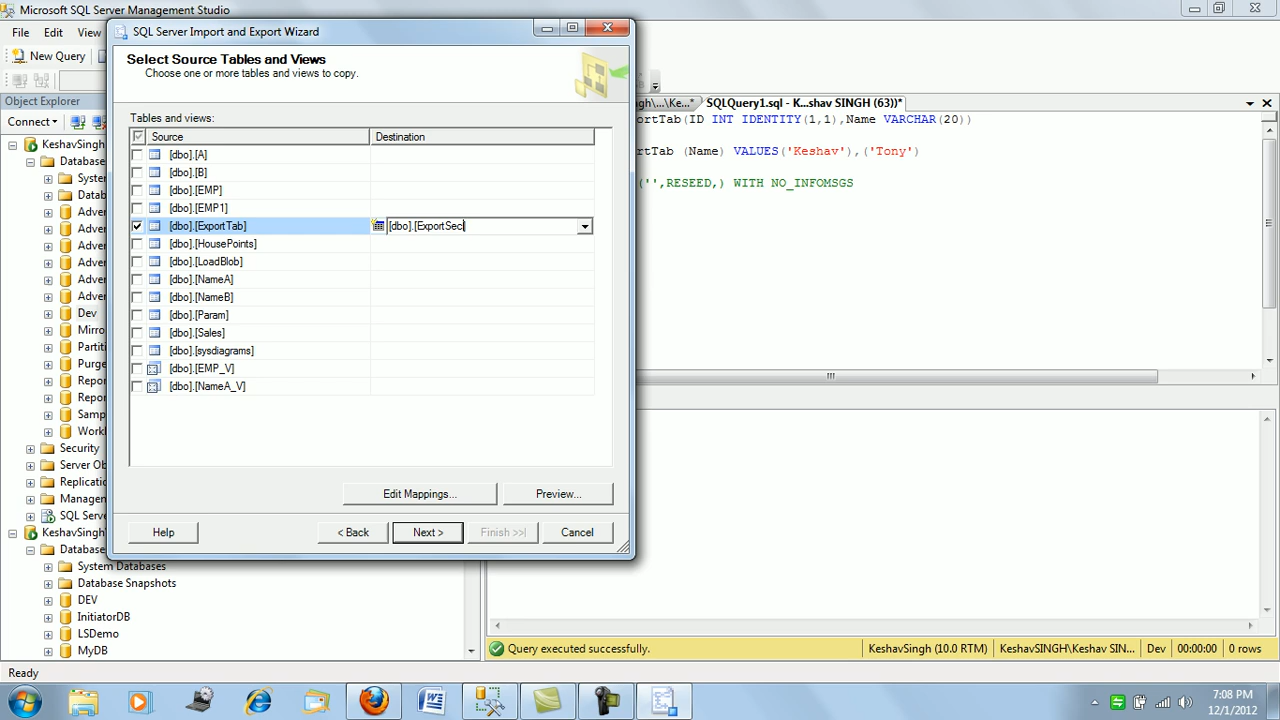 Microsoft SQL Server Management Studio
File Edit View
New Query
Object Explorer
Connect
KeshavSingh
Databas
Syster
Datab
Adver
Adver
Adver
Adver
Adver
Adver
Dev
Mirro
Partiti
Purge
Repor
Repor
Samp
Workl
Security
Server Ob
Replicatio
Managem
SQL Serve
KeshavSingh
Databases
System Databases
Database Snapshots
DEV
InitiatorDB
LSDemo
MyDB
SQL Server Import and Export Wizard
Select Source Tables and Views
Choose one or more tables and views to copy.
Tables and views:
Source Destination
[dbo].[A]
[dbo].[B]
[dbo].[EMP]
[dbo].[EMP1]
[dbo].[ExportTab] [dbo].[ExportSec
[dbo].[HousePoints]
[dbo].[LoadBlob]
[dbo].[NameA]
[dbo].[NameB]
[dbo].[Param]
[dbo].[Sales]
[dbo].[sysdiagrams]
[dbo].[EMP_V]
[dbo].[NameA_V]
Edit Mappings... Preview...
Help < Back Next > Finish >>| Cancel
gh\...\Ke...* SQLQuery1.sql - K...shav SINGH (63))*
ortTab(ID INT IDENTITY(1,1),Name VARCHAR(20))
rtTab (Name) VALUES('Keshav'),('Tony')
('',RESEED,) WITH NO_INFOMSGS
Query executed successfully. KeshavSingh (10.0 RTM) KeshavSINGH\Keshav SIN... Dev 00:00:00 0 rows
Ready
7:08 PM
12/1/2012